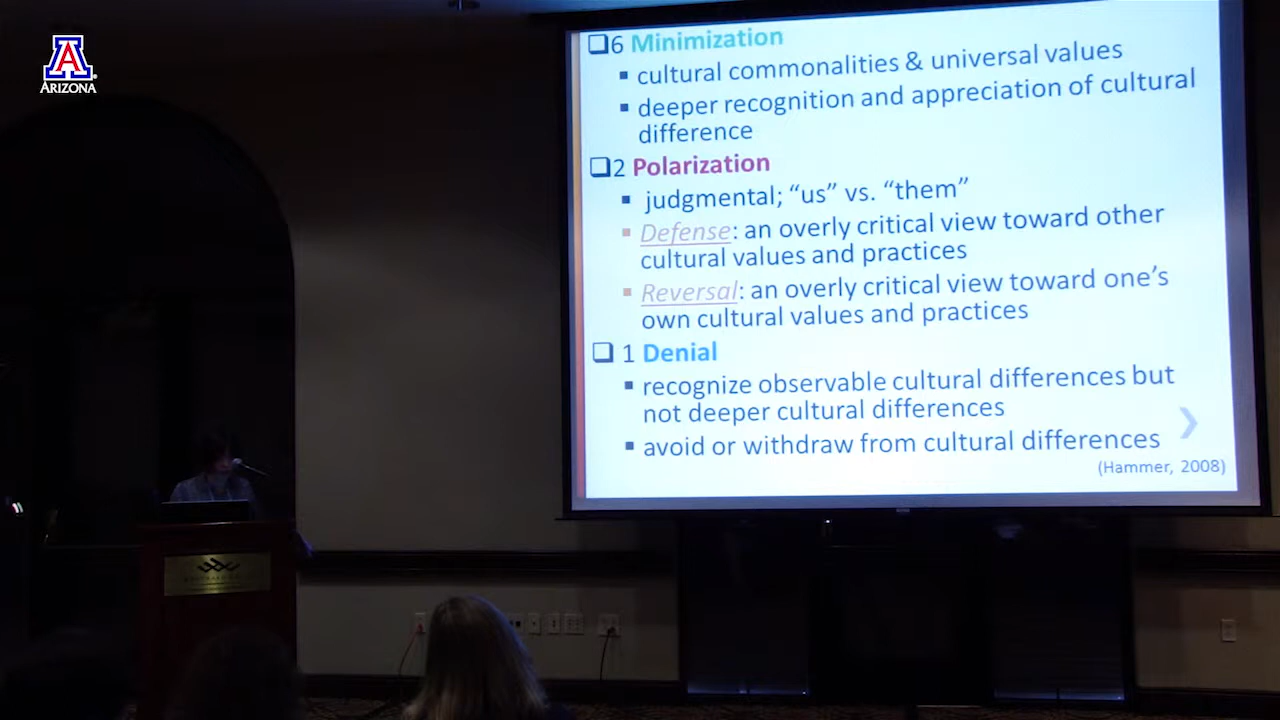 A
ARIZONA
❑6 Minimization
▪ cultural commonalities & universal values
▪ deeper recognition and appreciation of cultural
difference
❑2 Polarization
▪ judgmental; “us” vs. “them”
▪ Defense: an overly critical view toward other
cultural values and practices
▪ Reversal: an overly critical view toward one’s
own cultural values and practices
❑ 1 Denial
▪ recognize observable cultural differences but
not deeper cultural differences
▪ avoid or withdraw from cultural differences
(Hammer, 2008)